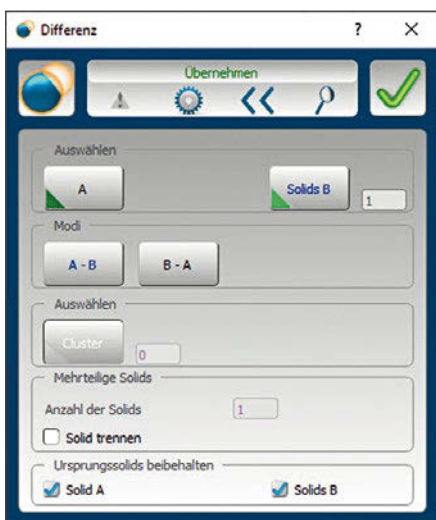 Differenz ?
Übernehmen
Auswählen
A Solids B 1
Modi
A - B B - A
Auswählen
Cluster 0
Mehrteilige Solids
Anzahl der Solids 1
Solid trennen
Ursprungssolids beibehalten
Solid A Solids B